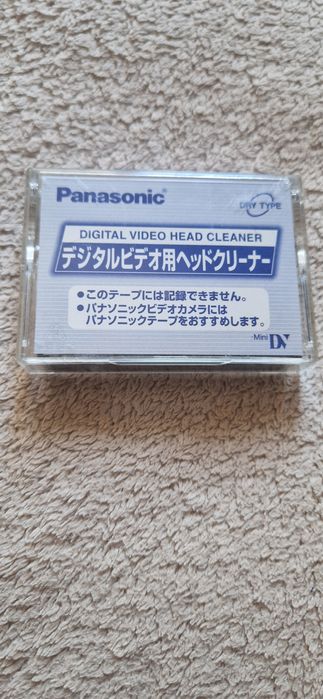 Panasonic
DRY TYPE
DIGITAL VIDEO HEAD CLEANER
デジタルビデオ用ヘッドクリーナー
●このテープには記録できません。
●パナソニックビデオカメラには
パナソニックテープをおすすめします。
Mini DV